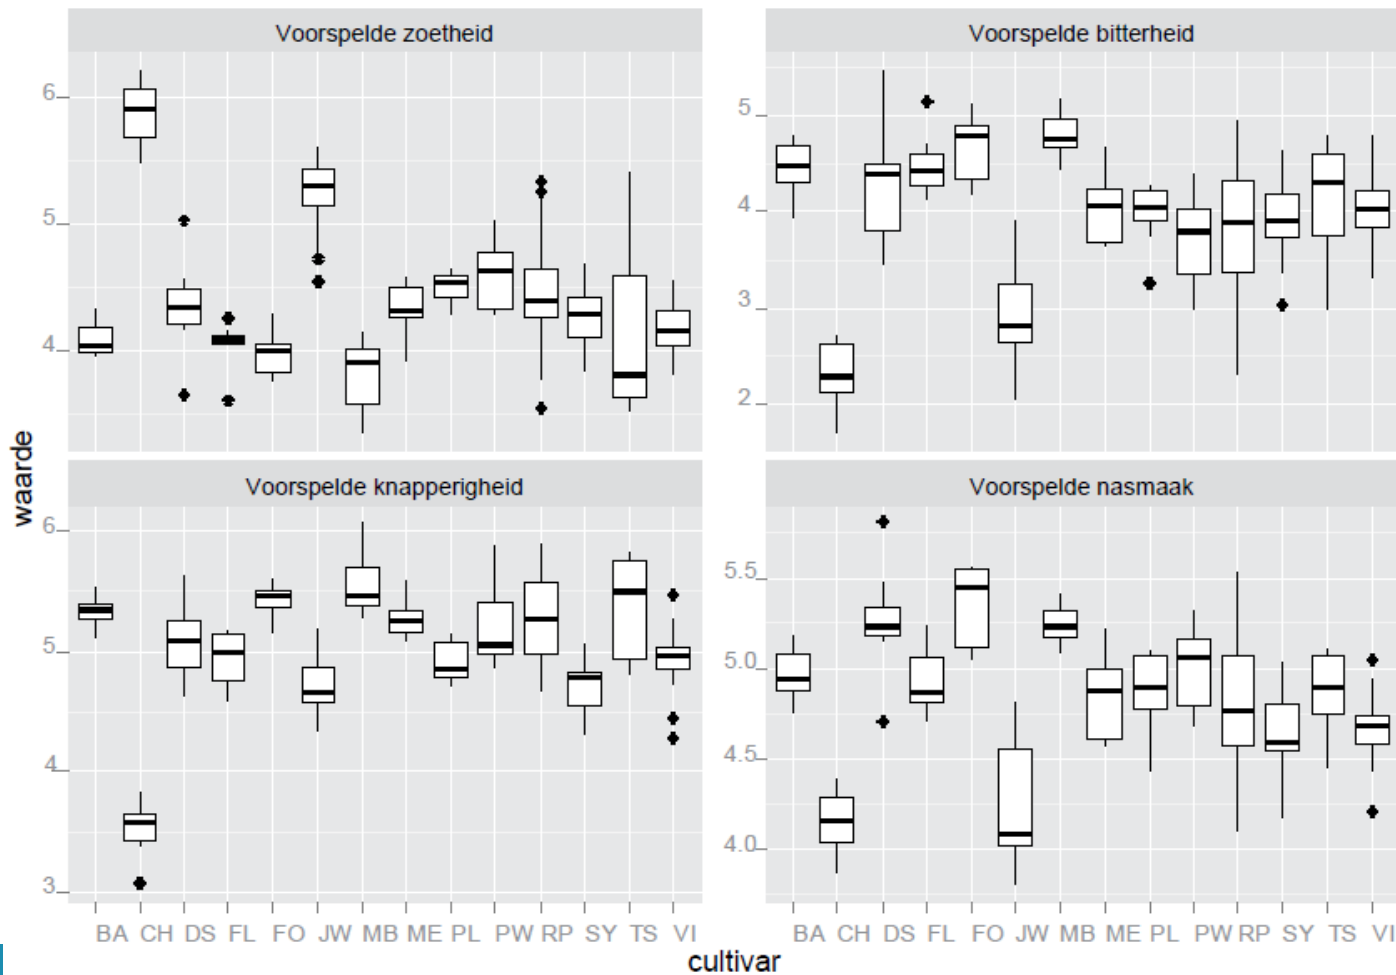 Voorspelde zoetheid
Voorspelde bitterheid
6
5
4
5
4
3
2
waarde
Voorspelde knapperigheid
Voorspelde nasmaak
6
5
4
3
5.5
5.0
4.5
4.0
BA CH DS FL FO JW MB ME PL PW RP SY TS VI
BA CH DS FL FO JW MB ME PL PW RP SY TS VI
cultivar